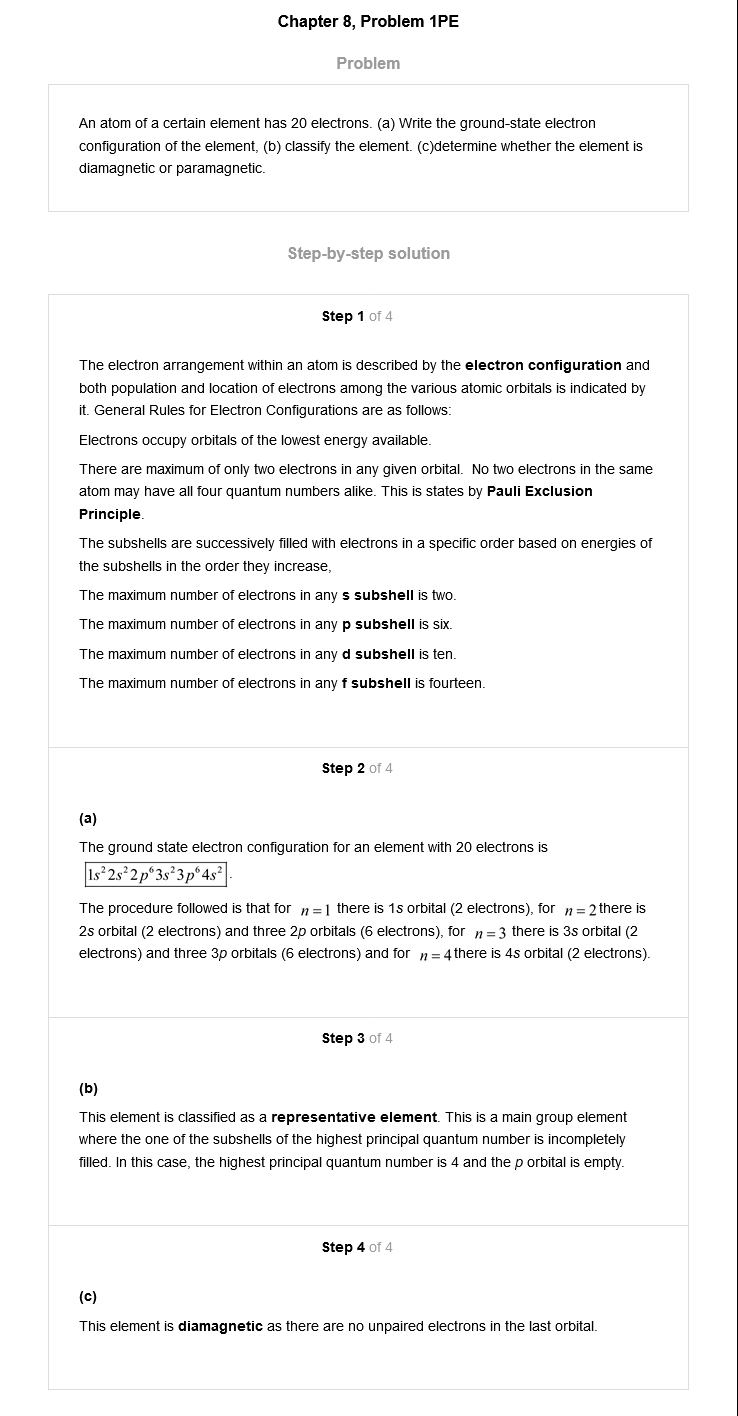 Chapter 8, Problem 1PE
Problem
An atom of a certain element has 20 electrons. (a) Write the ground-state electron
configuration of the element, (b) classify the element. (c)determine whether the element is
diamagnetic or paramagnetic.
Step-by-step solution
Step 1 of 4
The electron arrangement within an atom is described by the electron configuration and
both population and location of electrons among the various atomic orbitals is indicated by
it. General Rules for Electron Configurations are as follows:
Electrons occupy orbitals of the lowest energy available.
There are maximum of only two electrons in any given orbital.  No two electrons in the same
atom may have all four quantum numbers alike. This is states by Pauli Exclusion
Principle.
The subshells are successively filled with electrons in a specific order based on energies of
the subshells in the order they increase,
The maximum number of electrons in any s subshell is two.
The maximum number of electrons in any p subshell is six.
The maximum number of electrons in any d subshell is ten.
The maximum number of electrons in any f subshell is fourteen.
Step 2 of 4
(a)
The ground state electron configuration for an element with 20 electrons is
1s²2s²2p⁶3s²3p⁶4s².
The procedure followed is that for n=1 there is 1s orbital (2 electrons), for n=2 there is
2s orbital (2 electrons) and three 2p orbitals (6 electrons), for n=3 there is 3s orbital (2
electrons) and three 3p orbitals (6 electrons) and for n=4 there is 4s orbital (2 electrons).
Step 3 of 4
(b)
This element is classified as a representative element. This is a main group element
where the one of the subshells of the highest principal quantum number is incompletely
filled. In this case, the highest principal quantum number is 4 and the p orbital is empty.
Step 4 of 4
(c)
This element is diamagnetic as there are no unpaired electrons in the last orbital.